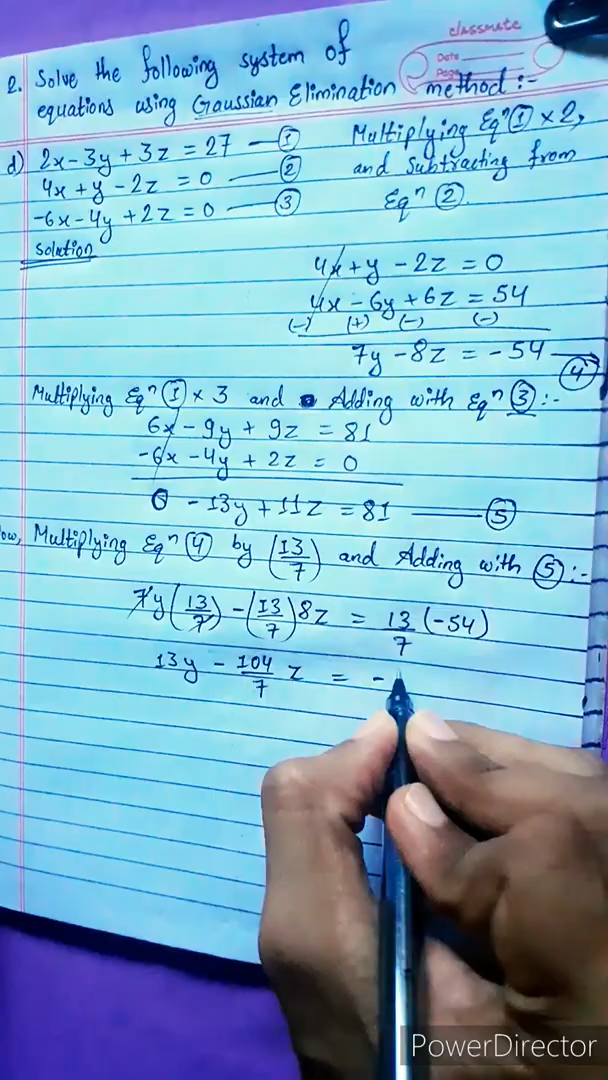 classmate
Date
Page
2. Solve the following system of
equations using Gaussian Elimination method :-
d) 2x - 3y + 3z = 27 — ①
4x + y - 2z = 0 — ②
-6x - 4y + 2z = 0 — ③
Solution
Multiplying Eqⁿ ① × 2,
and Subtracting from
Eqⁿ ②.
4x + y - 2z = 0
4x - 6y + 6z = 54
(-) (+) (-) (-)
7y - 8z = -54 — ④
Multiplying Eqⁿ ① × 3 and Adding with Eqⁿ ③ :-
6x - 9y + 9z = 81
-6x - 4y + 2z = 0
0 - 13y + 11z = 81 — ⑤
Now, Multiplying Eqⁿ ④ by (13/7) and Adding with ⑤ :-
7y(13/7) - (13/7)8z = 13/7 (-54)
13y - 104/7 z = -
PowerDirector